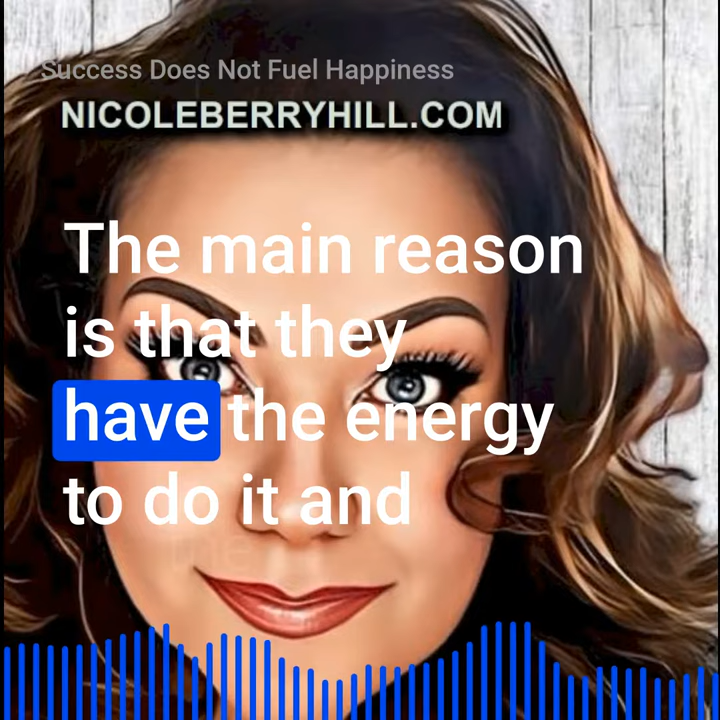 Success Does Not Fuel Happiness
NICOLEBERRYHILL.COM
The main reason
is that they
have the energy
to do it and